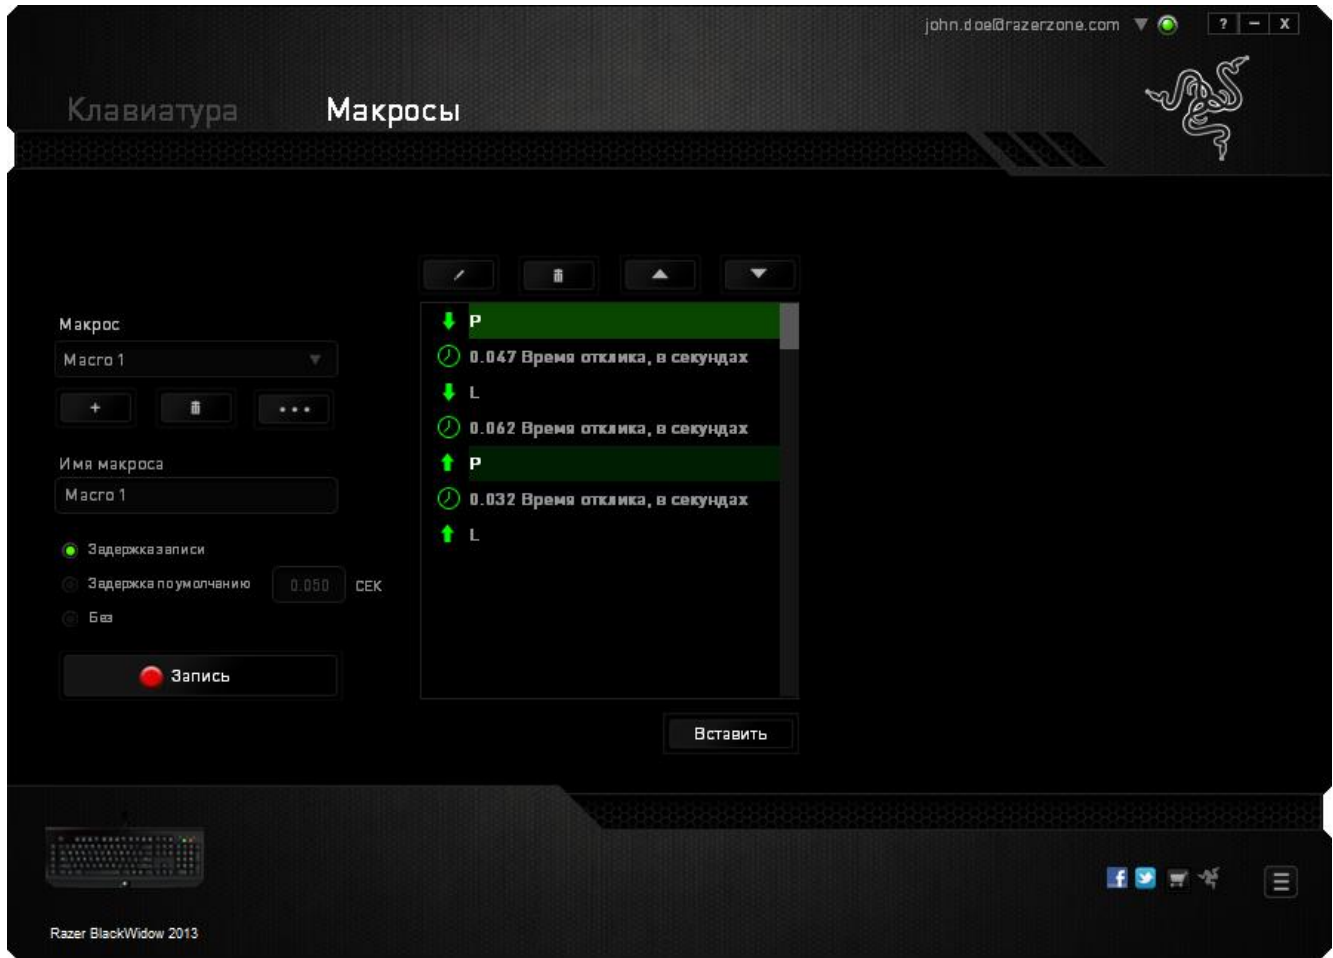 john.doe@razerzone.com
? – X
Клавиатура
Макросы
Макрос
Macro 1
+
•••
Имя макроса
Macro 1
Задержка записи
Задержка по умолчанию 0.050 СЕК
Без
Запись
P
0.047 Время отклика, в секундах
L
0.062 Время отклика, в секундах
P
0.032 Время отклика, в секундах
L
Вставить
Razer BlackWidow 2013